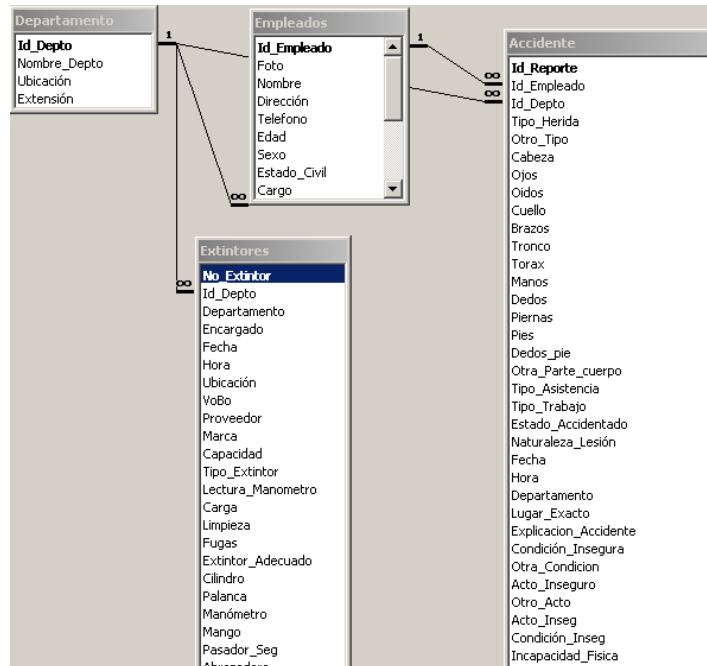 Departamento
Id_Depto
Nombre_Depto
Ubicación
Extensión
1
Empleados
Id_Empleado
Foto
Nombre
Dirección
Telefono
Edad
Sexo
Estado_Civil
Cargo
1
∞
Accidente
∞
∞
Id_Reporte
Id_Empleado
Id_Depto
Tipo_Herida
Otro_Tipo
Cabeza
Ojos
Oidos
Cuello
Brazos
Tronco
Torax
Manos
Dedos
Piernas
Pies
Dedos_pie
Otra_Parte_cuerpo
Tipo_Asistencia
Tipo_Trabajo
Estado_Accidentado
Naturaleza_Lesión
Fecha
Hora
Departamento
Lugar_Exacto
Explicacion_Accidente
Condición_Insegura
Otra_Condicion
Acto_Inseguro
Otro_Acto
Acto_Inseg
Condición_Inseg
Incapacidad_Fisica
Extintores
∞
No_Extintor
Id_Depto
Departamento
Encargado
Fecha
Hora
Ubicación
VoBo
Proveedor
Marca
Capacidad
Tipo_Extintor
Lectura_Manometro
Carga
Limpieza
Fugas
Extintor_Adecuado
Cilindro
Palanca
Manómetro
Mango
Pasador_Seg